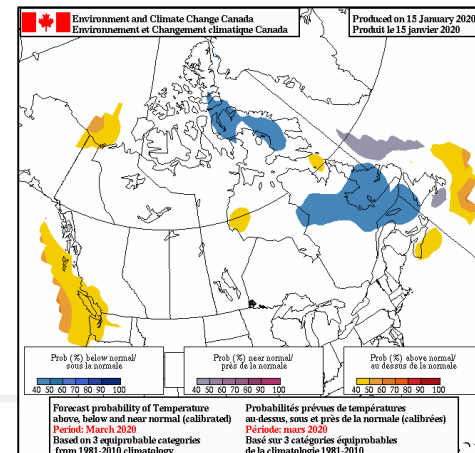 Environment and Climate Change Canada
Environnement et Changement climatique Canada
Produced on 15 January 2020
Produit le 15 janvier 2020
Prob (%) below normal/
sous la normale
40 50 60 70 80 90 100
Prob (%) near normal/
près de la normale
40 50 60 70 80 90 100
Prob (%) above normal/
au dessus de la normale
40 50 60 70 80 90 100
Forecast probability of Temperature
above, below and near normal (calibrated)
Period: March 2020
Based on 3 equiprobable categories
from 1981-2010 climatology
Probabilités prévues de températures
au-dessus, sous et près de la normale (calibrées)
Période: mars 2020
Basé sur 3 catégories équiprobables
de la climatologie 1981-2010